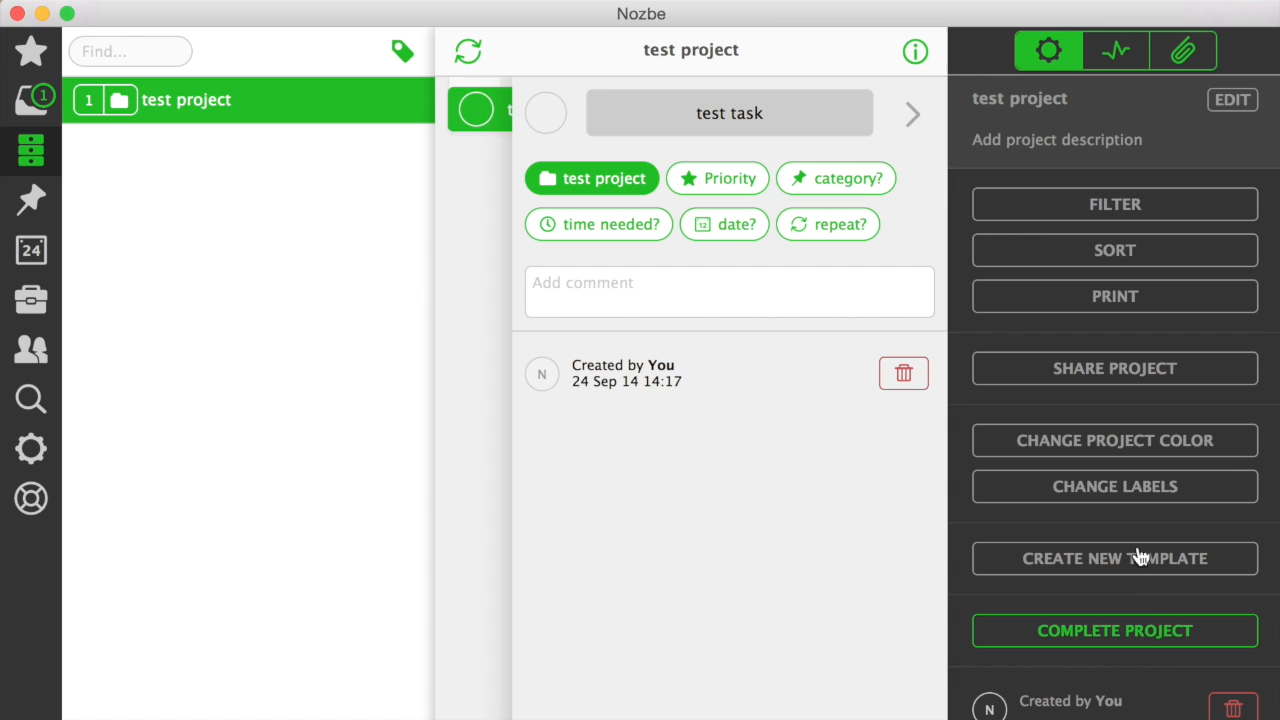 Nozbe
Find...
1 test project
1
24
test project
test task
test project
Priority
category?
time needed?
12 date?
repeat?
Add comment
N
Created by You
24 Sep 14 14:17
test project
EDIT
Add project description
FILTER
SORT
PRINT
SHARE PROJECT
CHANGE PROJECT COLOR
CHANGE LABELS
CREATE NEW TEMPLATE
COMPLETE PROJECT
N
Created by You